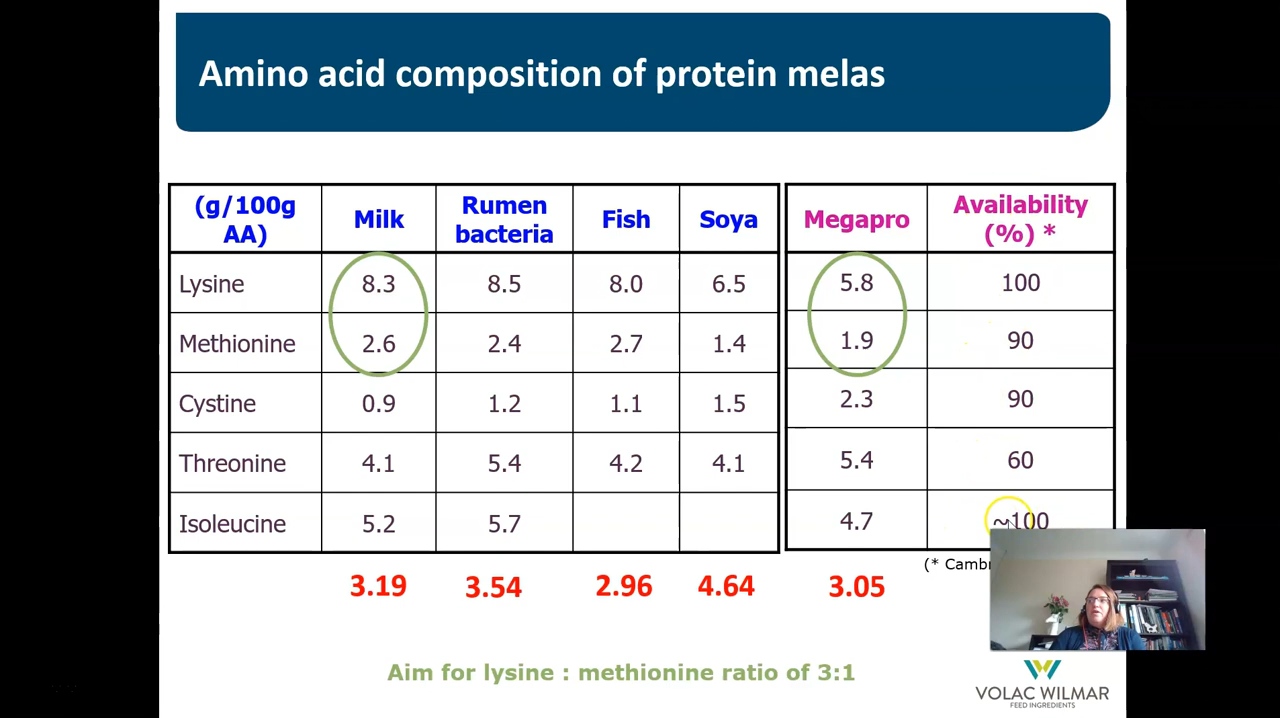 Amino acid composition of protein melas
(g/100g AA) Milk Rumen bacteria Fish Soya Megapro Availability (%) *
Lysine 8.3 8.5 8.0 6.5 5.8 100
Methionine 2.6 2.4 2.7 1.4 1.9 90
Cystine 0.9 1.2 1.1 1.5 2.3 90
Threonine 4.1 5.4 4.2 4.1 5.4 60
Isoleucine 5.2 5.7 4.7 ~100
(* Camb
3.19 3.54 2.96 4.64 3.05
Aim for lysine : methionine ratio of 3:1
VOLAC WILMAR
FEED INGREDIENTS